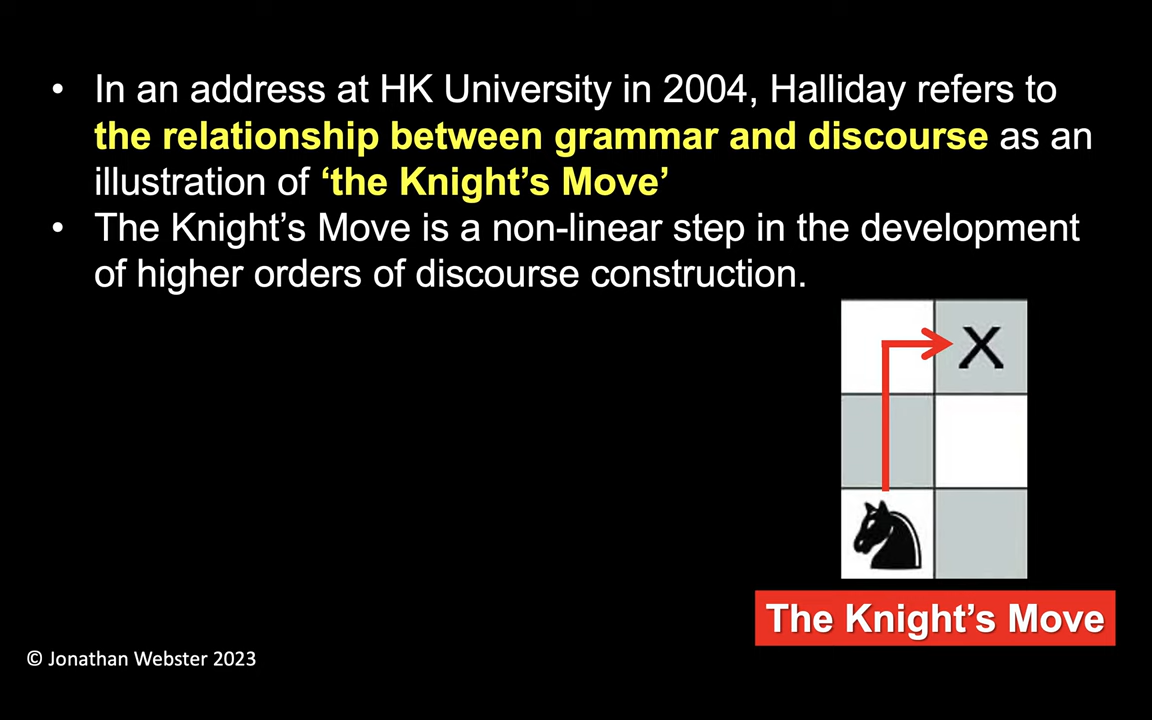 • In an address at HK University in 2004, Halliday refers to
the relationship between grammar and discourse as an
illustration of ‘the Knight’s Move’
• The Knight’s Move is a non-linear step in the development
of higher orders of discourse construction.
X
The Knight’s Move
© Jonathan Webster 2023